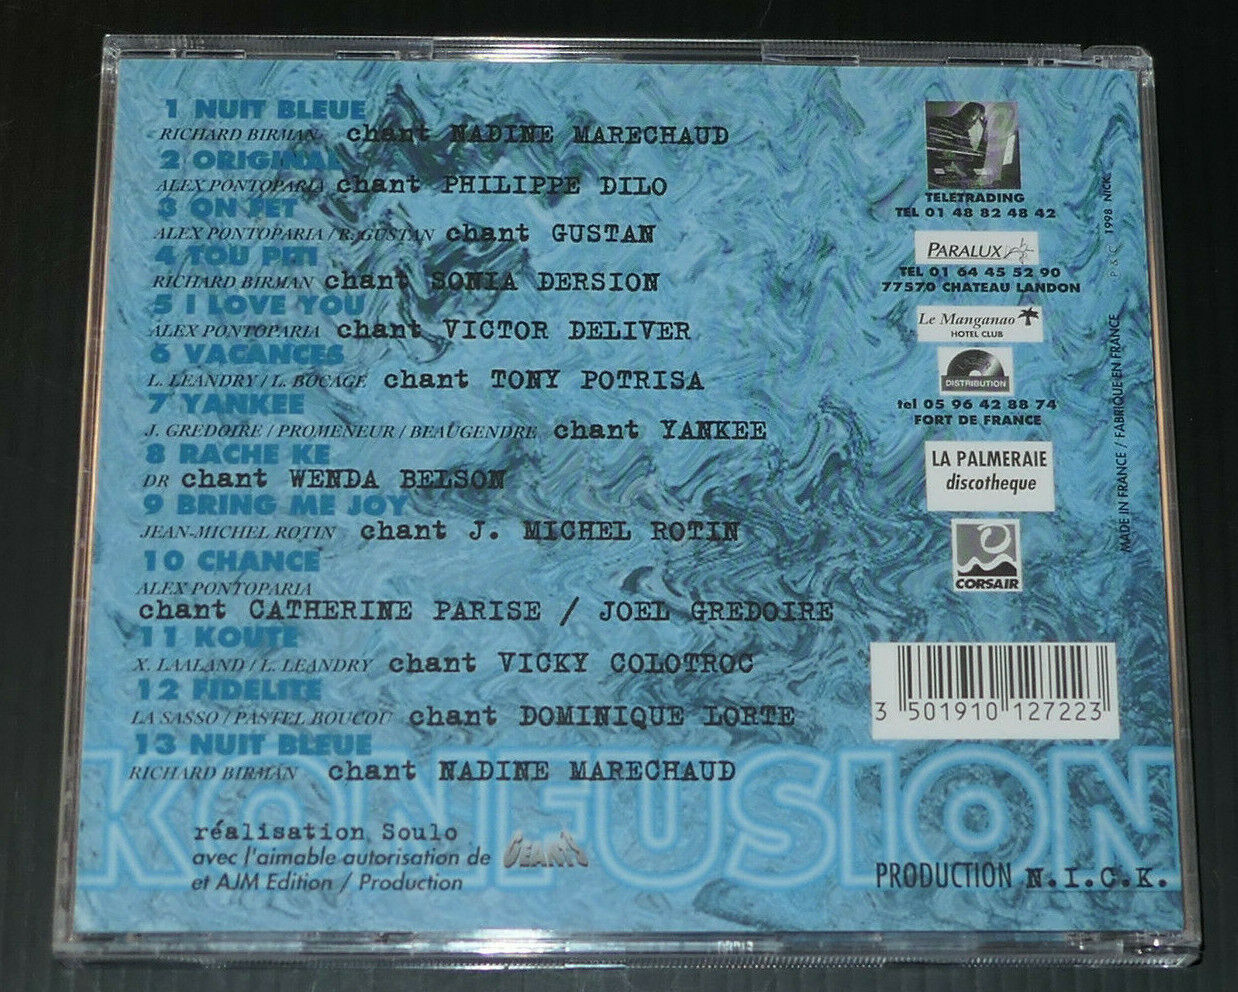 1 NUIT BLEUE
RICHARD BIRMAN chant NADINE MARECHAUD
2 ORIGINAL
ALEX PONTOPARIA chant PHILIPPE DILO
3 ON FET
ALEX PONTOPARIA / R. GUSTAN chant GUSTAN
4 TOU PITI
RICHARD BIRMAN chant SONIA DERSION
5 I LOVE YOU
ALEX PONTOPARIA chant VICTOR DELIVER
6 VACANCES
L. LEANDRY / L. BOCAGE chant TONY POTRISA
7 YANKEE
J. GREDOIRE / PROMENEUR / BEAUGENDRE chant YANKEE
8 RACHE KE
DR chant WENDA BELSON
9 BRING ME JOY
JEAN-MICHEL ROTIN chant J. MICHEL ROTIN
10 CHANCE
ALEX PONTOPARIA
chant CATHERINE PARISE / JOEL GREDOIRE
11 KOUTE
X. LAALAND / L. LEANDRY chant VICKY COLOTROC
12 FIDELITE
LA SASSO / PASTEL BOUCOU chant DOMINIQUE LORTE
13 NUIT BLEUE
RICHARD BIRMAN chant NADINE MARECHAUD
KONFUSION
réalisation Soulo
avec l'aimable autorisation de GEANTS
et AJM Edition / Production
TELETRADING
TEL 01 48 82 48 42
PARALUX
TEL 01 64 45 52 90
77570 CHATEAU LANDON
Le Manganao
HOTEL CLUB
DISTRIBUTION
tel 05 96 42 88 74
FORT DE FRANCE
LA PALMERAIE
discotheque
CORSAIR
3 501910 127223
PRODUCTION N.I.C.K.
MADE IN FRANCE / FABRIQUE EN FRANCE P & C 1998 NICK